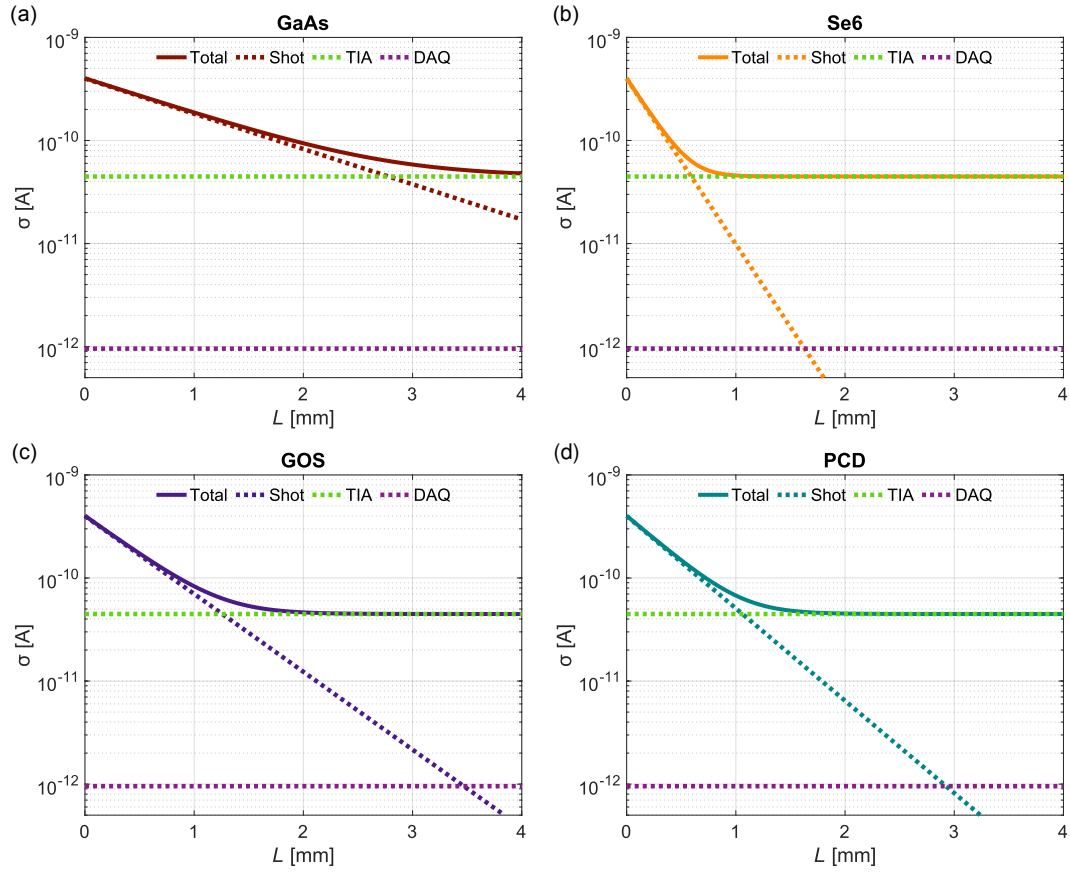 (a)
GaAs
Total Shot TIA DAQ
10⁻⁹
10⁻¹⁰
10⁻¹¹
10⁻¹²
σ [A]
0 1 2 3 4
L [mm]
(b)
Se6
Total Shot TIA DAQ
10⁻⁹
10⁻¹⁰
10⁻¹¹
10⁻¹²
σ [A]
0 1 2 3 4
L [mm]
(c)
GOS
Total Shot TIA DAQ
10⁻⁹
10⁻¹⁰
10⁻¹¹
10⁻¹²
σ [A]
0 1 2 3 4
L [mm]
(d)
PCD
Total Shot TIA DAQ
10⁻⁹
10⁻¹⁰
10⁻¹¹
10⁻¹²
σ [A]
0 1 2 3 4
L [mm]